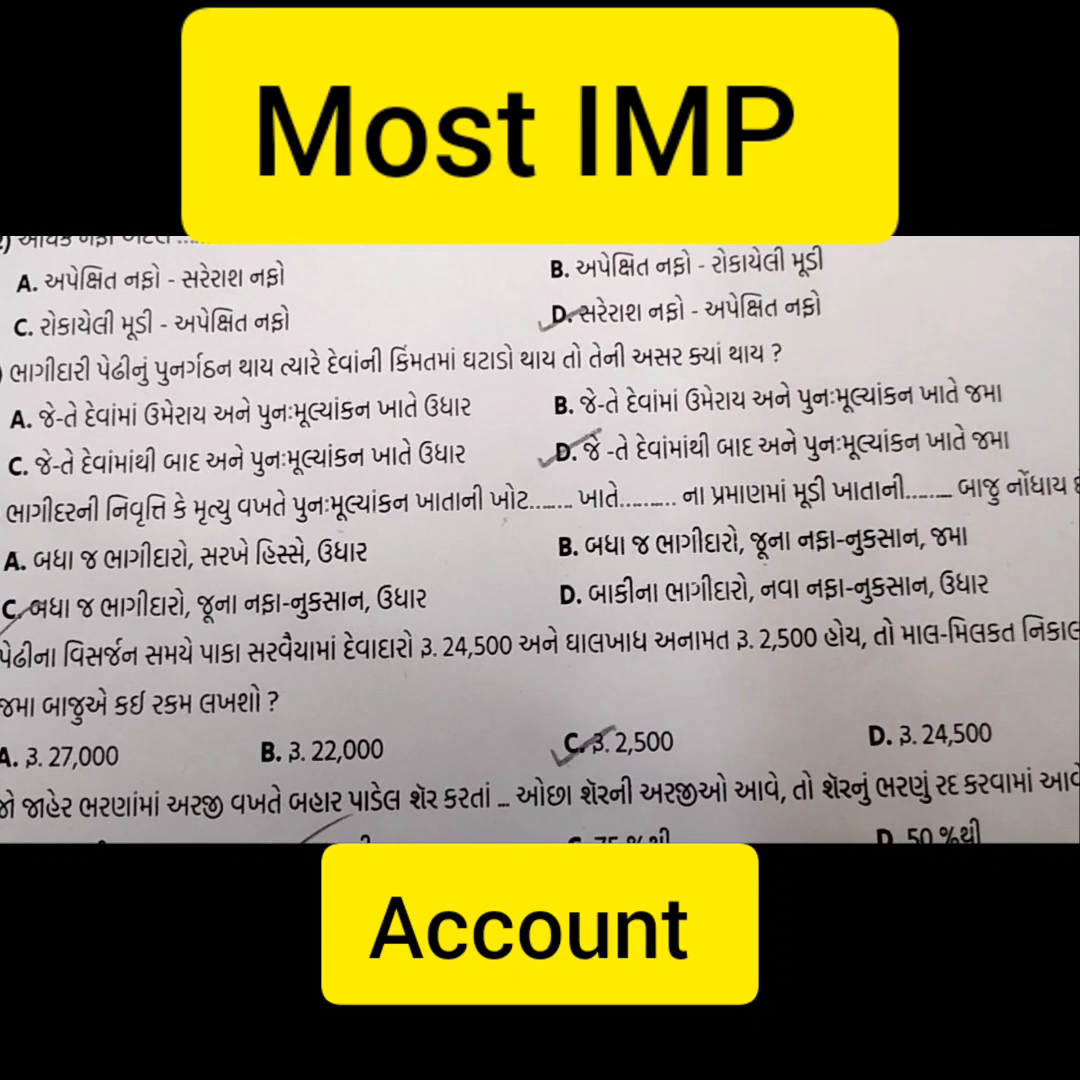 Most IMP
A. અપેક્ષિત નફો - સરેરાશ નફો B. અપેક્ષિત નફો - રોકાયેલી મૂડી
C. રોકાયેલી મૂડી - અપેક્ષિત નફો D. સરેરાશ નફો - અપેક્ષિત નફો
ભાગીદારી પેઢીનું પુનર્ગઠન થાય ત્યારે દેવાંની કિંમતમાં ઘટાડો થાય તો તેની અસર ક્યાં થાય ?
A. જે-તે દેવાંમાં ઉમેરાય અને પુનઃમૂલ્યાંકન ખાતે ઉધાર B. જે-તે દેવાંમાં ઉમેરાય અને પુનઃમૂલ્યાંકન ખાતે જમા
C. જે-તે દેવાંમાંથી બાદ અને પુનઃમૂલ્યાંકન ખાતે ઉધાર D. જે -તે દેવાંમાંથી બાદ અને પુનઃમૂલ્યાંકન ખાતે જમા
ભાગીદરની નિવૃત્તિ કે મૃત્યુ વખતે પુનઃમૂલ્યાંકન ખાતાની ખોટ....... ખાતે.......... ના પ્રમાણમાં મૂડી ખાતાની........ બાજુ નોંધાય
A. બધા જ ભાગીદારો, સરખે હિસ્સે, ઉધાર B. બધા જ ભાગીદારો, જૂના નફા-નુકસાન, જમા
C. બધા જ ભાગીદારો, જૂના નફા-નુકસાન, ઉધાર D. બાકીના ભાગીદારો, નવા નફા-નુકસાન, ઉધાર
પેઢીના વિસર્જન સમયે પાકા સરવૈયામાં દેવાદારો રૂ. 24,500 અને ઘાલખાધ અનામત રૂ. 2,500 હોય, તો માલ-મિલકત નિકાલ
જમા બાજુએ કઈ રકમ લખશો ?
A. રૂ. 27,000 B. રૂ. 22,000 C. રૂ. 2,500 D. રૂ. 24,500
જો જાહેર ભરણાંમાં અરજી વખતે બહાર પાડેલ શૅર કરતાં ... ઓછા શૅરની અરજીઓ આવે, તો શૅરનું ભરણું રદ કરવામાં આવે
D. 50 %થી
Account